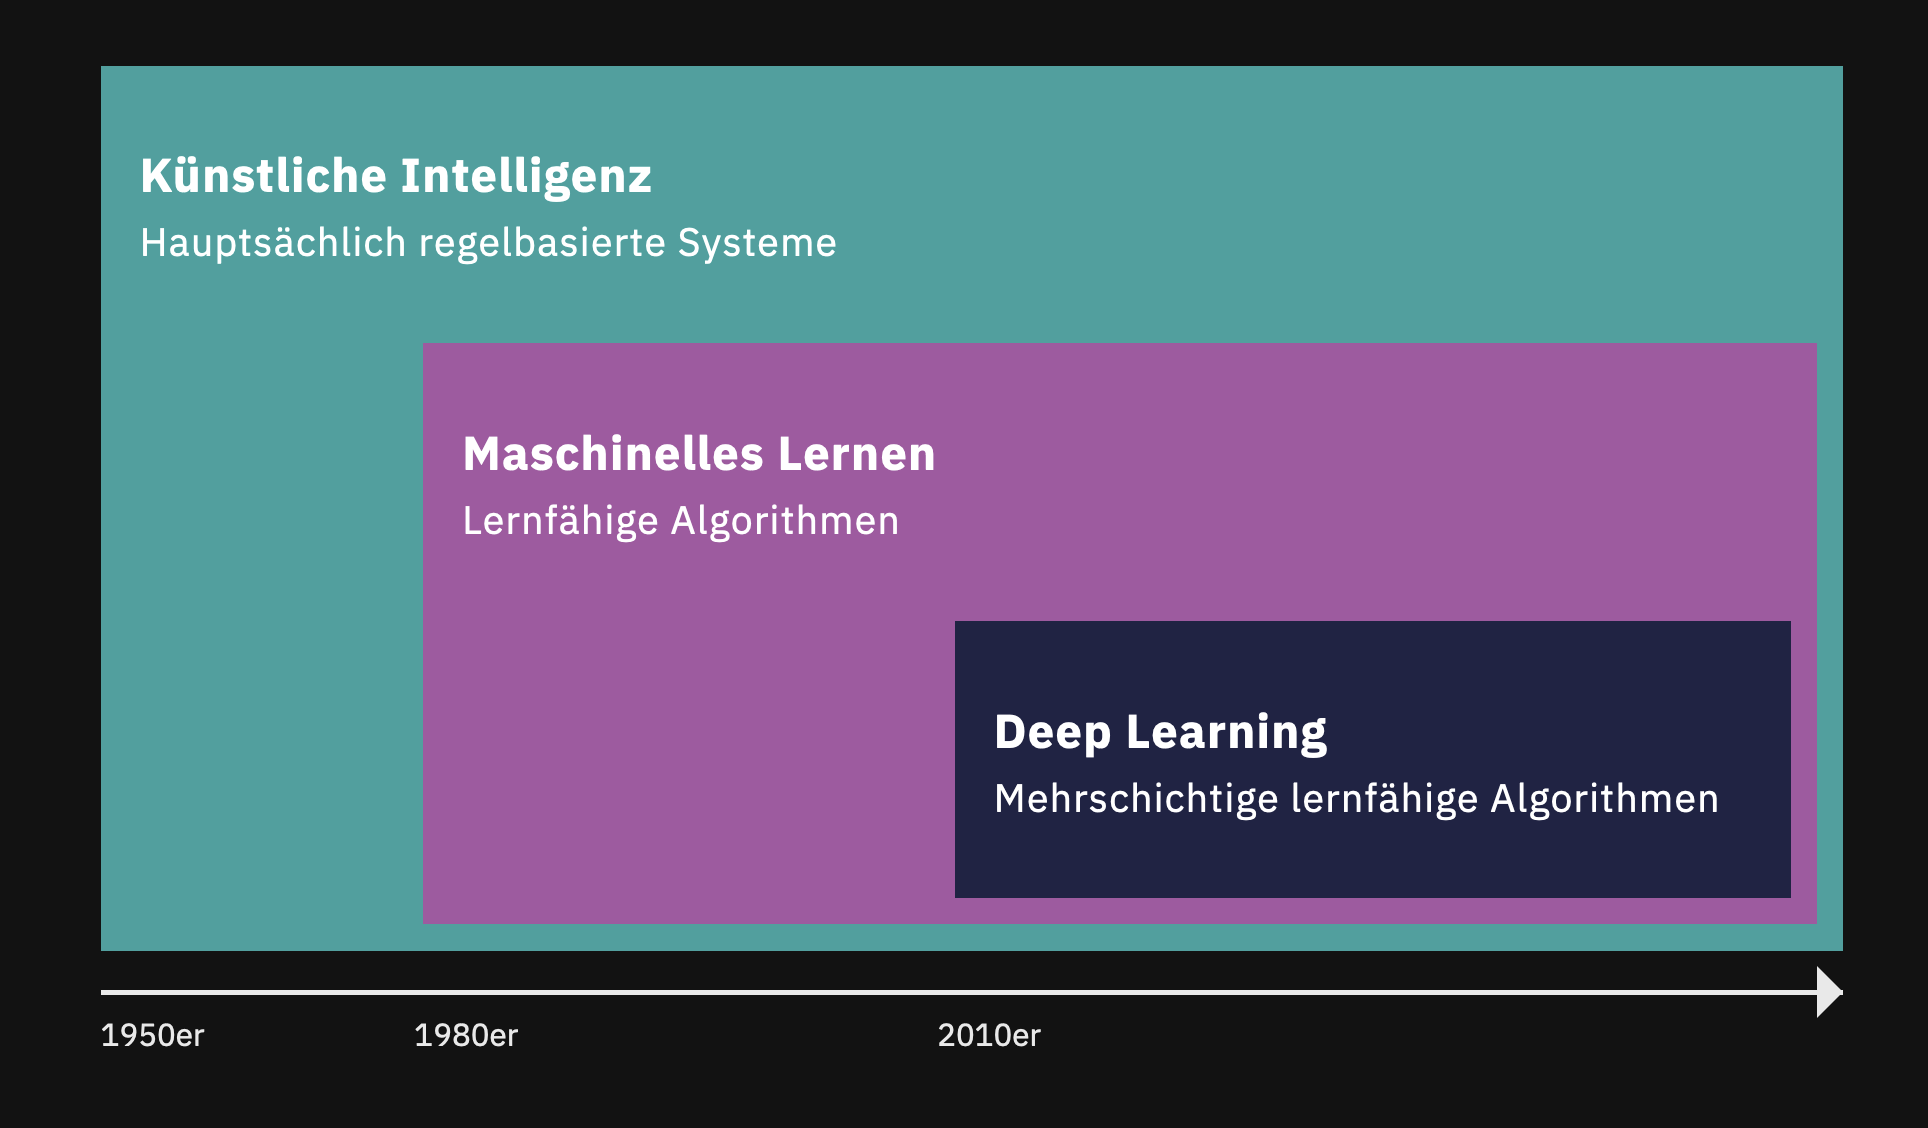 Künstliche Intelligenz
Hauptsächlich regelbasierte Systeme
Maschinelles Lernen
Lernfähige Algorithmen
Deep Learning
Mehrschichtige lernfähige Algorithmen
1950er
1980er
2010er